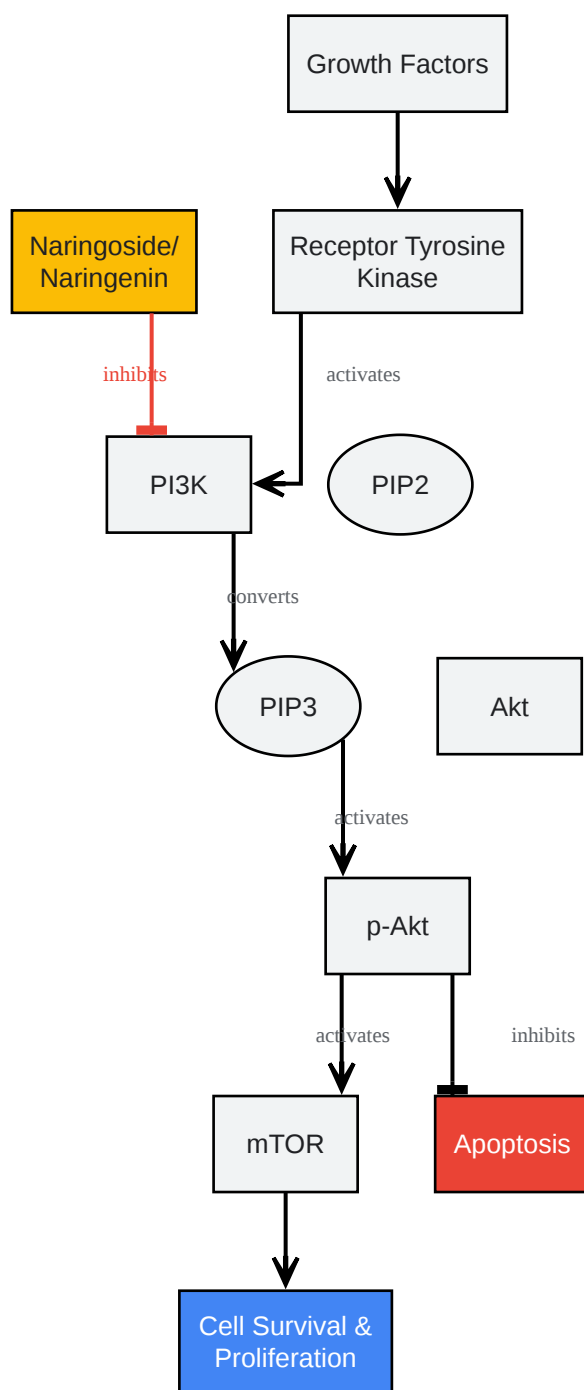 Growth Factors
Naringoside/
Naringenin
Receptor Tyrosine
Kinase
inhibits
activates
PI3K
PIP2
converts
PIP3
Akt
activates
p-Akt
activates
inhibits
mTOR
Apoptosis
Cell Survival &
Proliferation